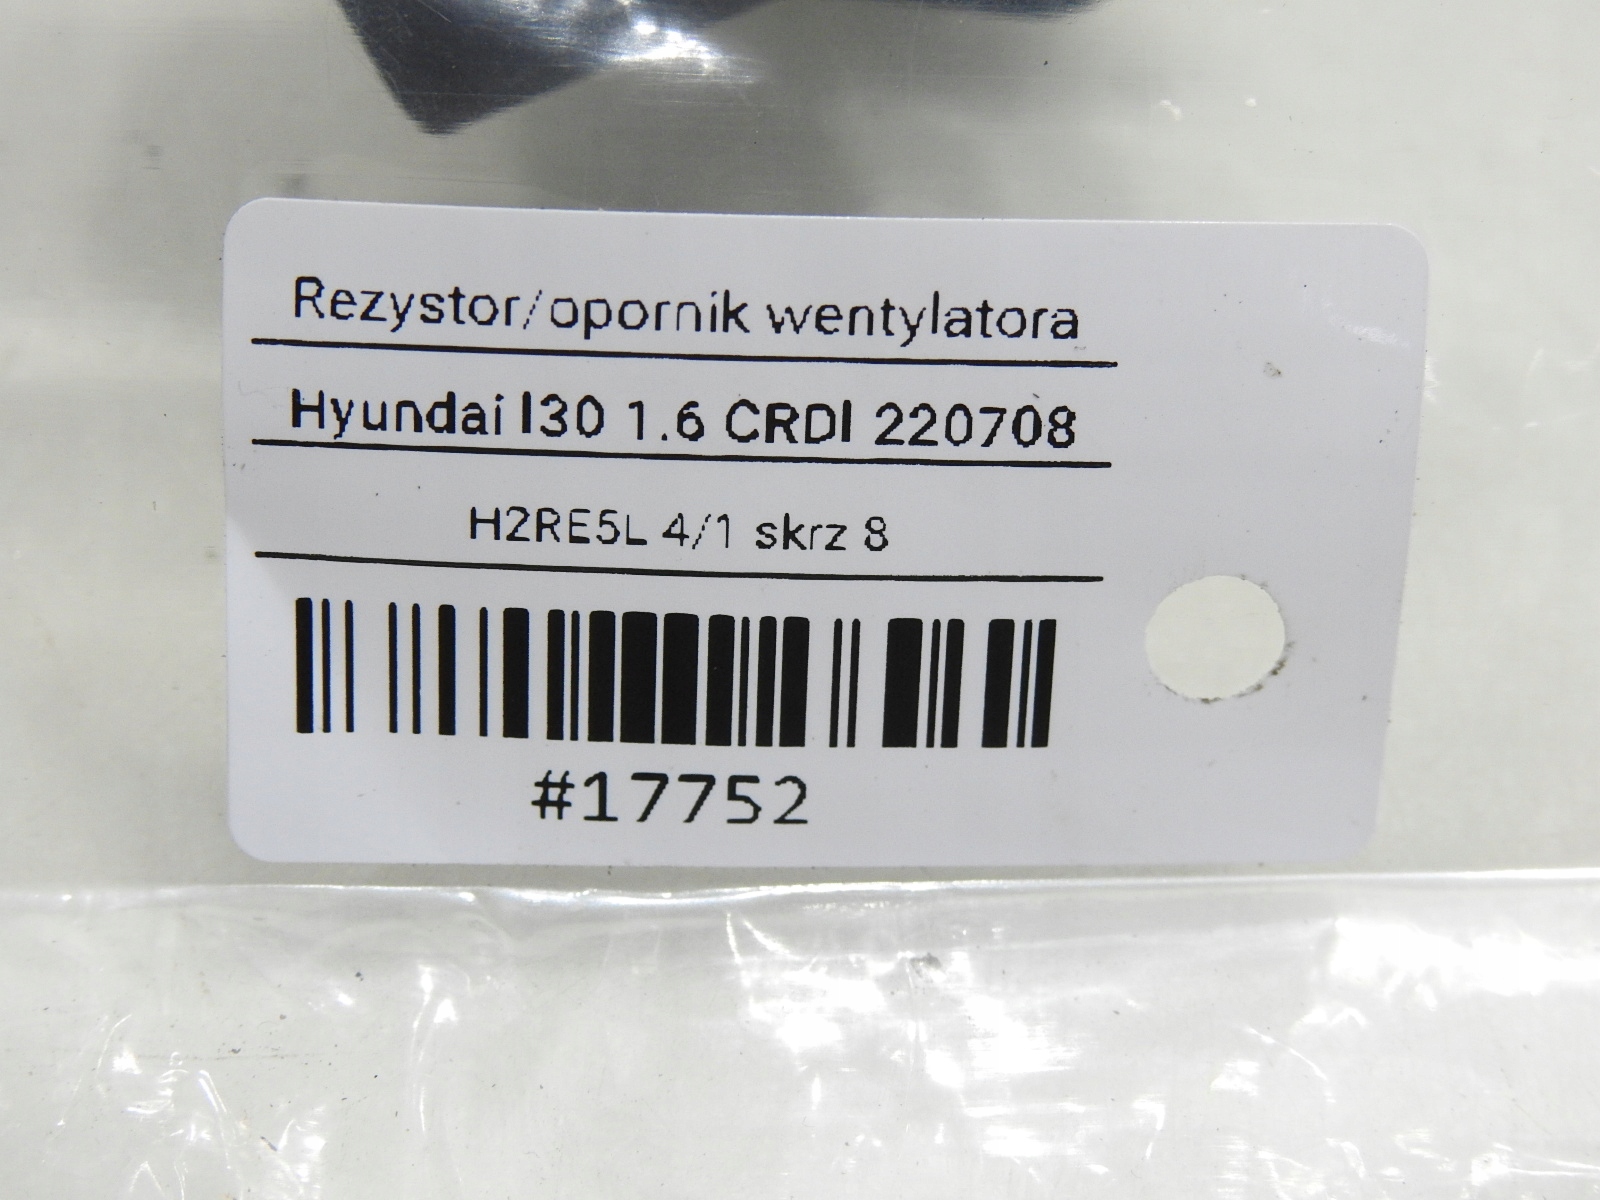 Rezystor/opornik wentylatora
Hyundai I30 1.6 CRDI 220708
H2RE5L 4/1 skrz 8
#17752